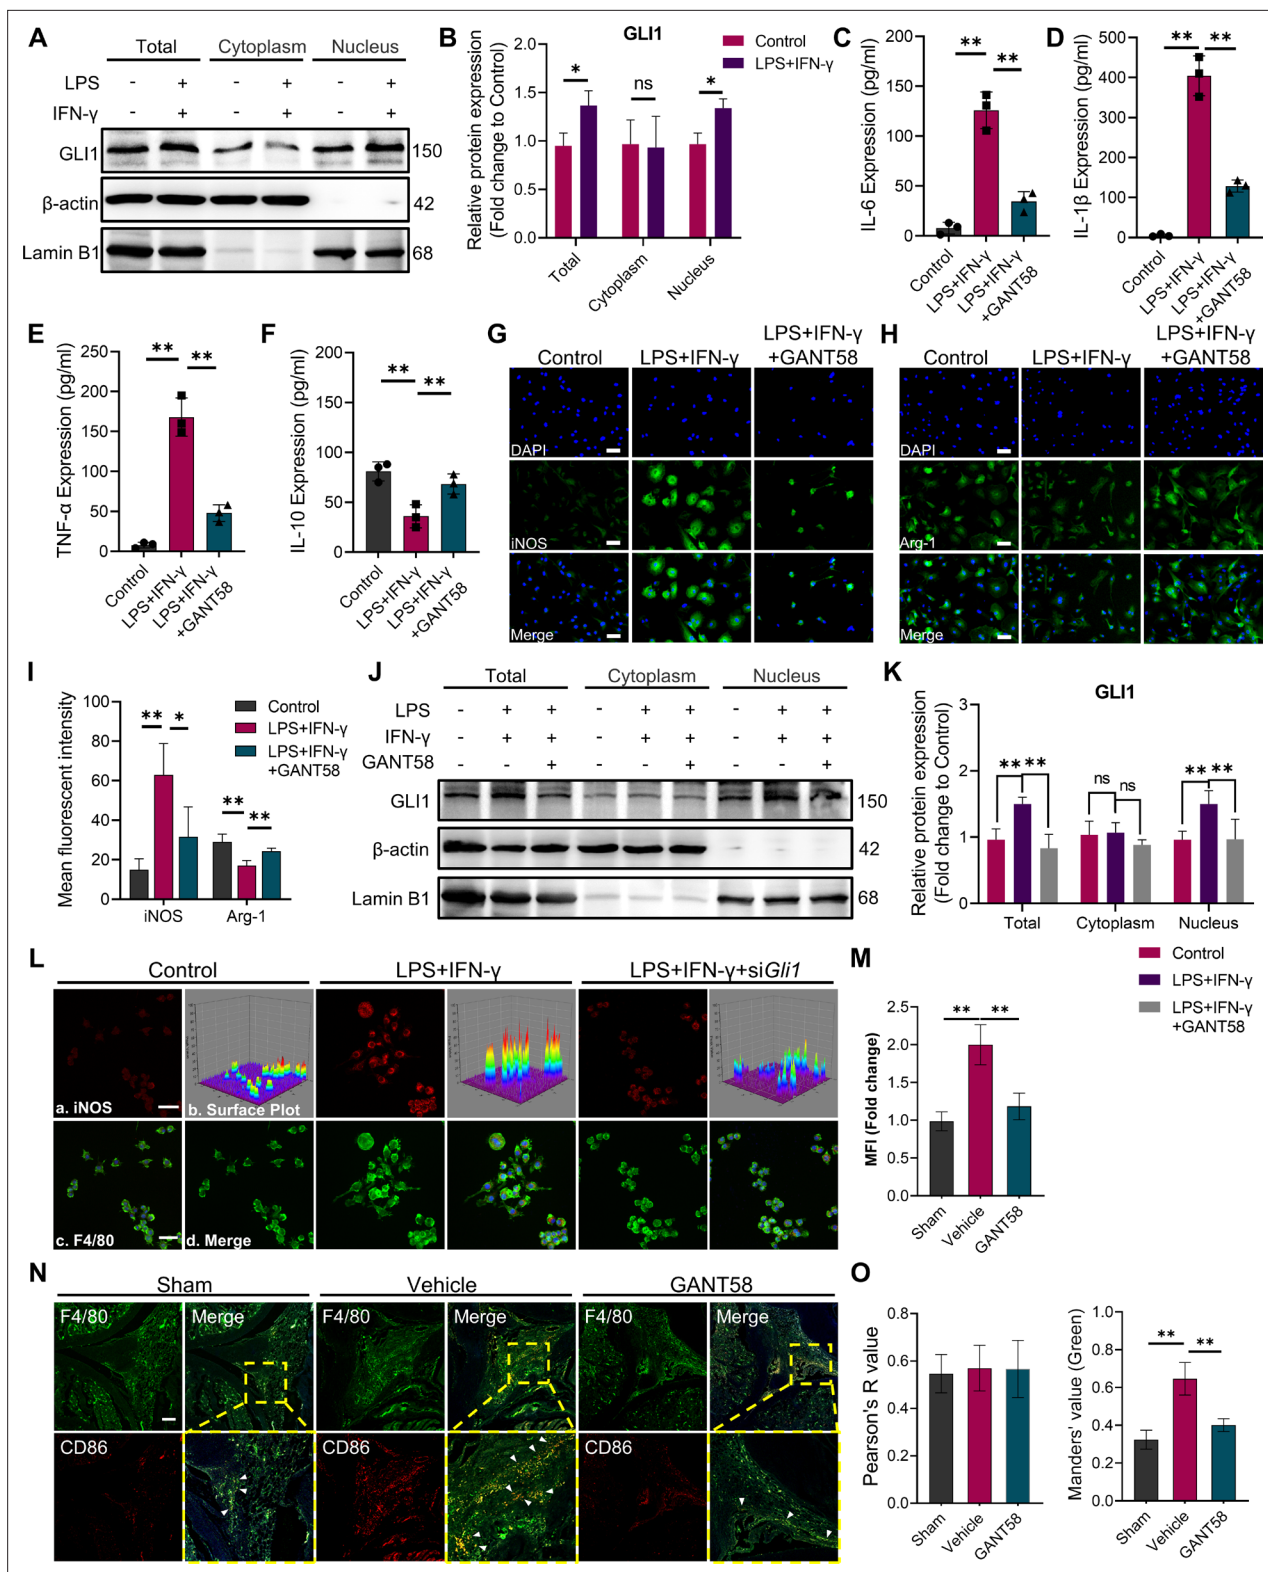 A
Total Cytoplasm Nucleus
LPS - + - + - +
IFN-γ - + - + - +
GLI1 150
β-actin 42
Lamin B1 68
B
GLI1
Control
LPS+IFN-γ
Relative protein expression
(Fold change to Control)
2.0
1.5
1.0
0.5
0.0
* ns *
Total Cytoplasm Nucleus
C
IL-6 Expression (pg/ml)
200
150
100
50
0
** **
Control LPS+IFN-γ LPS+IFN-γ
+GANT58
D
IL-1β Expression (pg/ml)
500
400
300
200
100
0
** **
Control LPS+IFN-γ LPS+IFN-γ
+GANT58
E
TNF-α Expression (pg/ml)
250
200
150
100
50
0
** **
Control LPS+IFN-γ LPS+IFN-γ
+GANT58
F
IL-10 Expression (pg/ml)
200
150
100
50
0
** **
Control LPS+IFN-γ LPS+IFN-γ
+GANT58
G
Control LPS+IFN-γ LPS+IFN-γ
+GANT58
DAPI
iNOS
Merge
H
Control LPS+IFN-γ LPS+IFN-γ
+GANT58
DAPI
Arg-1
Merge
I
Mean fluorescent intensity
100
80
60
40
20
0
** * ** **
iNOS Arg-1
Control
LPS+IFN-γ
LPS+IFN-γ
+GANT58
J
Total Cytoplasm Nucleus
LPS - + + - + + - + +
IFN-γ - + + - + + - + +
GANT58 - - + - - + - - +
GLI1 150
β-actin 42
Lamin B1 68
K
GLI1
Relative protein expression
(Fold change to Control)
3
2
1
0
** ** ns ns ** **
Total Cytoplasm Nucleus
Control
LPS+IFN-γ
LPS+IFN-γ
+GANT58
L
Control LPS+IFN-γ LPS+IFN-γ+siGli1
a. iNOS b. Surface Plot
c. F4/80 d. Merge
M
MFI (Fold change)
2.5
2.0
1.5
1.0
0.5
0.0
** **
Sham Vehicle GANT58
N
Sham Vehicle GANT58
F4/80 Merge F4/80 Merge F4/80 Merge
CD86 CD86 CD86
O
Pearson's R value
0.8
0.6
0.4
0.2
0.0
Sham Vehicle GANT58
Manders' value (Green)
1.0
0.8
0.6
0.4
0.2
0.0
** **
Sham Vehicle GANT58